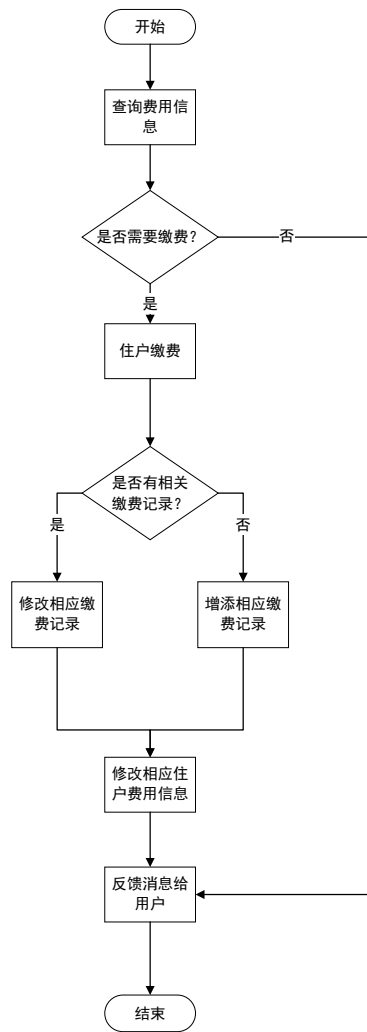 开始
查询费用信
息
是否需要缴费？
否
是
住户缴费
是否有相关
缴费记录？
是
否
修改相应缴
费记录
增添相应缴
费记录
修改相应住
户费用信息
反馈消息给
用户
结束